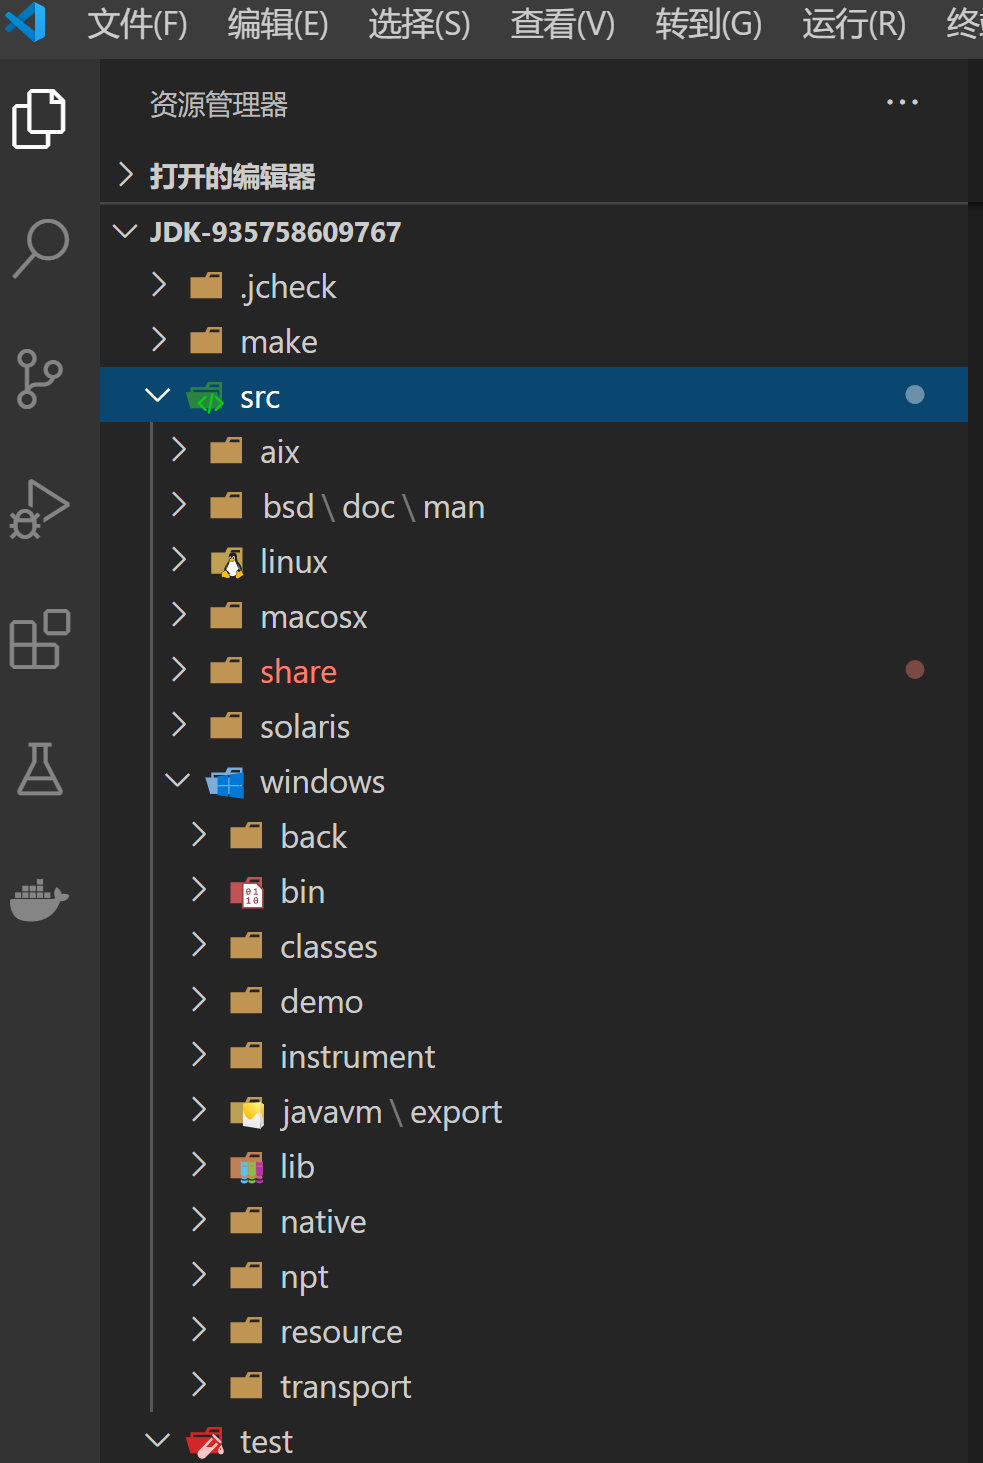 文件(F) 编辑(E) 选择(S) 查看(V) 转到(G) 运行(R)
资源管理器
打开的编辑器
JDK-935758609767
.jcheck
make
src
aix
bsd\doc\man
linux
macosx
share
solaris
windows
back
bin
classes
demo
instrument
javavm\export
lib
native
npt
resource
transport
test